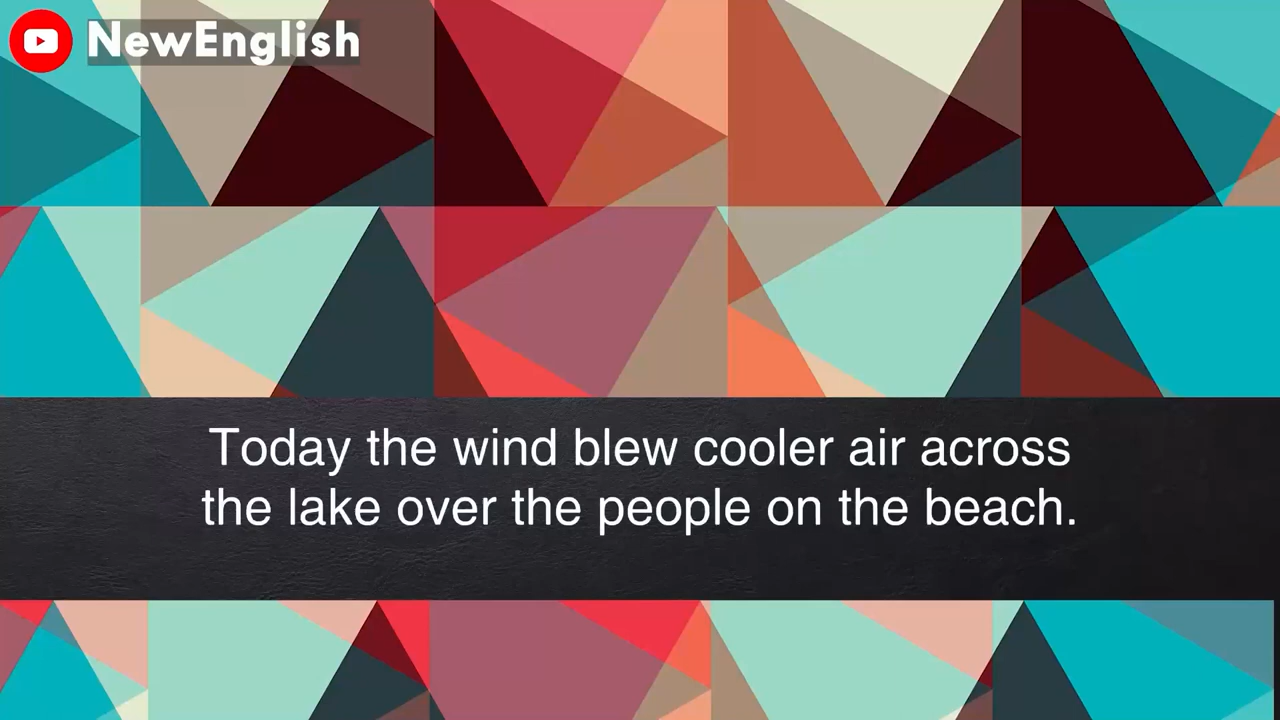 NewEnglish
Today the wind blew cooler air across
the lake over the people on the beach.